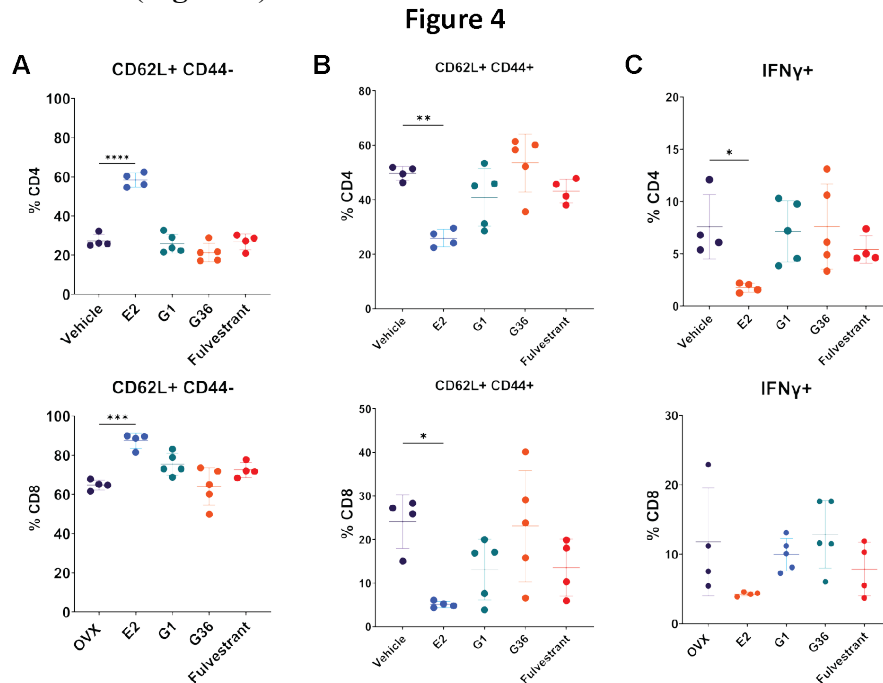 Figure 4
A
CD62L+ CD44-
% CD4
100
80
60
40
20
0
****
Vehicle
E2
G1
G36
Fulvestrant
B
CD62L+ CD44+
% CD4
80
60
40
20
0
**
Vehicle
E2
G1
G36
Fulvestrant
C
IFNγ+
% CD4
20
15
10
5
0
*
Vehicle
E2
G1
G36
Fulvestrant
CD62L+ CD44-
% CD8
100
80
60
40
20
0
***
OVX
E2
G1
G36
Fulvestrant
CD62L+ CD44+
% CD8
50
40
30
20
10
0
*
Vehicle
E2
G1
G36
Fulvestrant
IFNγ+
% CD8
30
20
10
0
OVX
E2
G1
G36
Fulvestrant